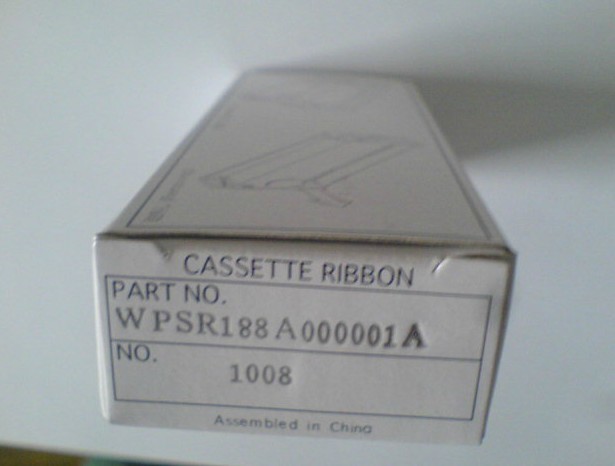 CASSETTE RIBBON
PART NO.
WPSR188A000001A
NO.
1008
Assembled in China